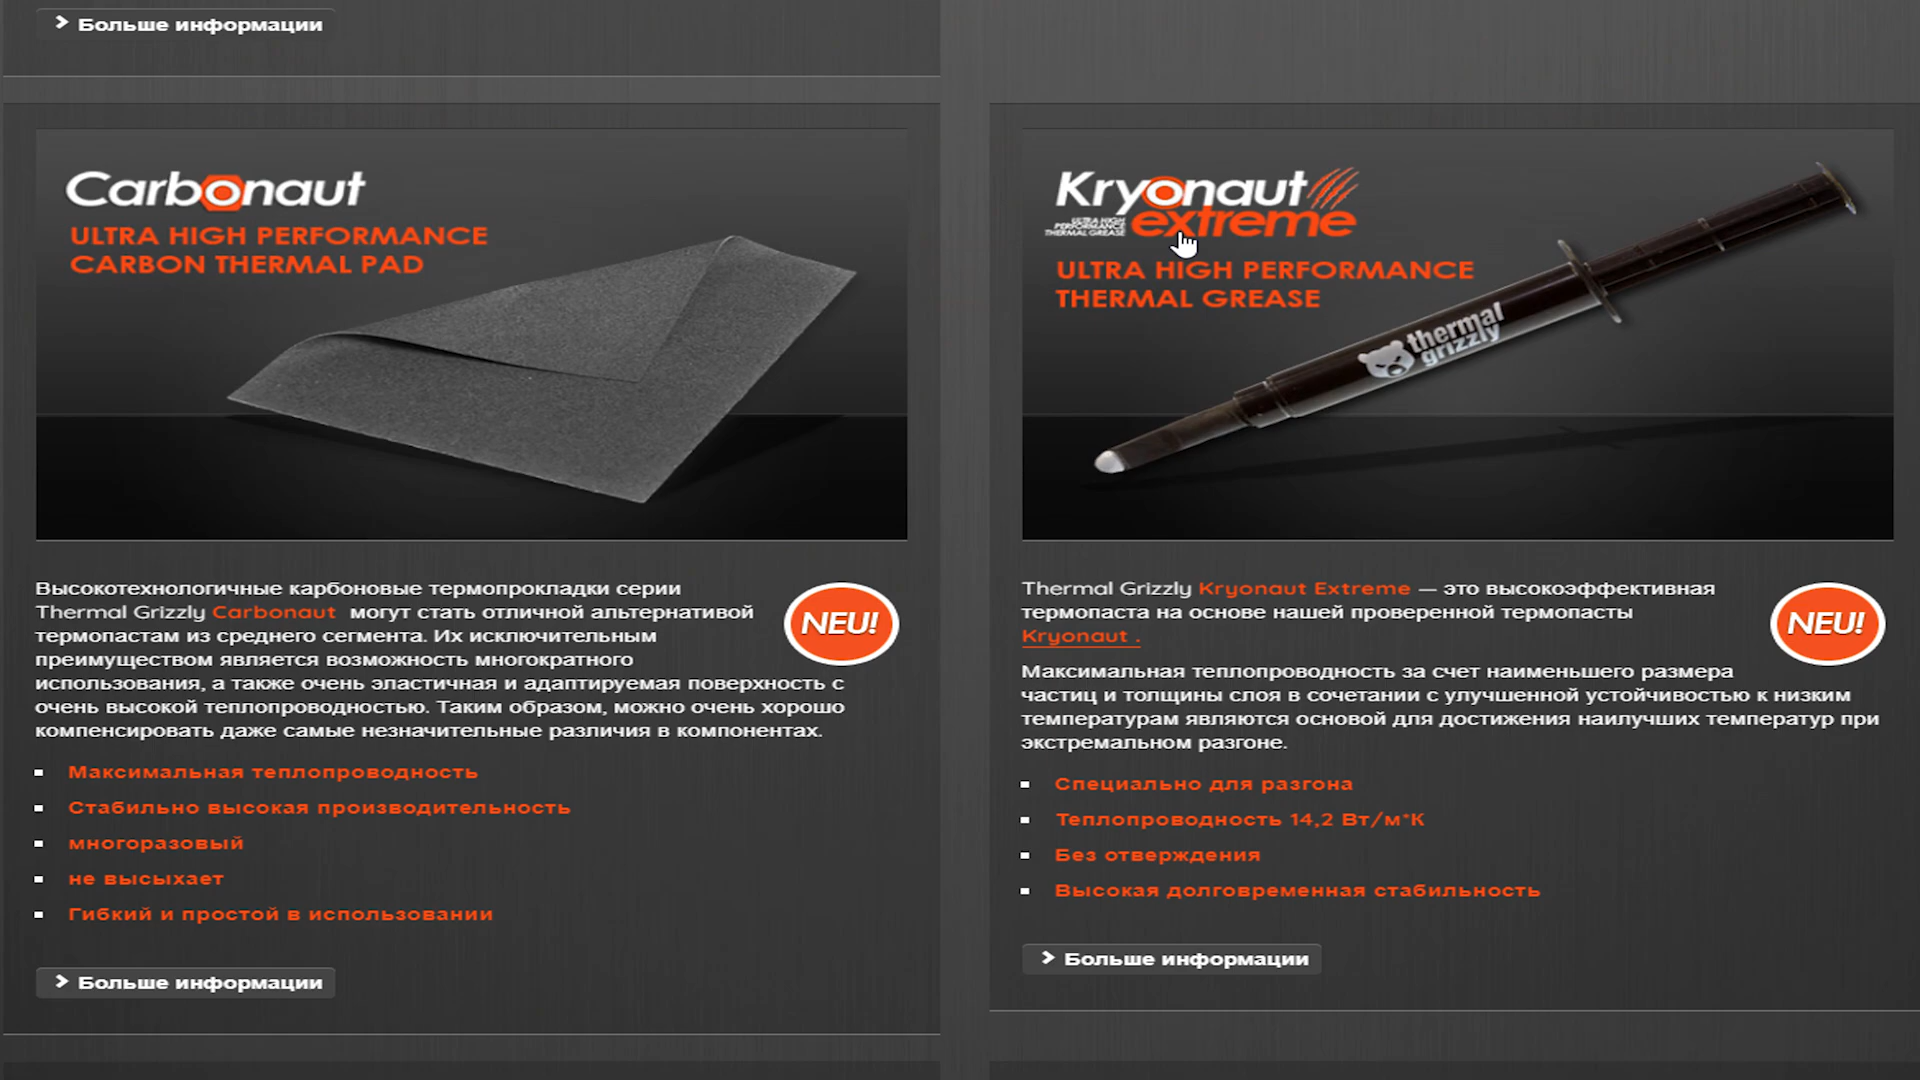 Больше информации
Carbonaut
ULTRA HIGH PERFORMANCE
CARBON THERMAL PAD
Высокотехнологичные карбоновые термопрокладки серии
Thermal Grizzly Carbonaut могут стать отличной альтернативой
термопастам из среднего сегмента. Их исключительным
преимуществом является возможность многократного
использования, а также очень эластичная и адаптируемая поверхность с
очень высокой теплопроводностью. Таким образом, можно очень хорошо
компенсировать даже самые незначительные различия в компонентах.
NEU!
Максимальная теплопроводность
Стабильно высокая производительность
многоразовый
не высыхает
Гибкий и простой в использовании
Больше информации
Kryonaut
extreme
ULTRA HIGH
PERFORMANCE
THERMAL GREASE
ULTRA HIGH PERFORMANCE
THERMAL GREASE
thermal
grizzly
Thermal Grizzly Kryonaut Extreme — это высокоэффективная
термопаста на основе нашей проверенной термопасты
Kryonaut .
Максимальная теплопроводность за счет наименьшего размера
частиц и толщины слоя в сочетании с улучшенной устойчивостью к низким
температурам являются основой для достижения наилучших температур при
экстремальном разгоне.
NEU!
Специально для разгона
Теплопроводность 14,2 Вт/м*К
Без отверждения
Высокая долговременная стабильность
Больше информации